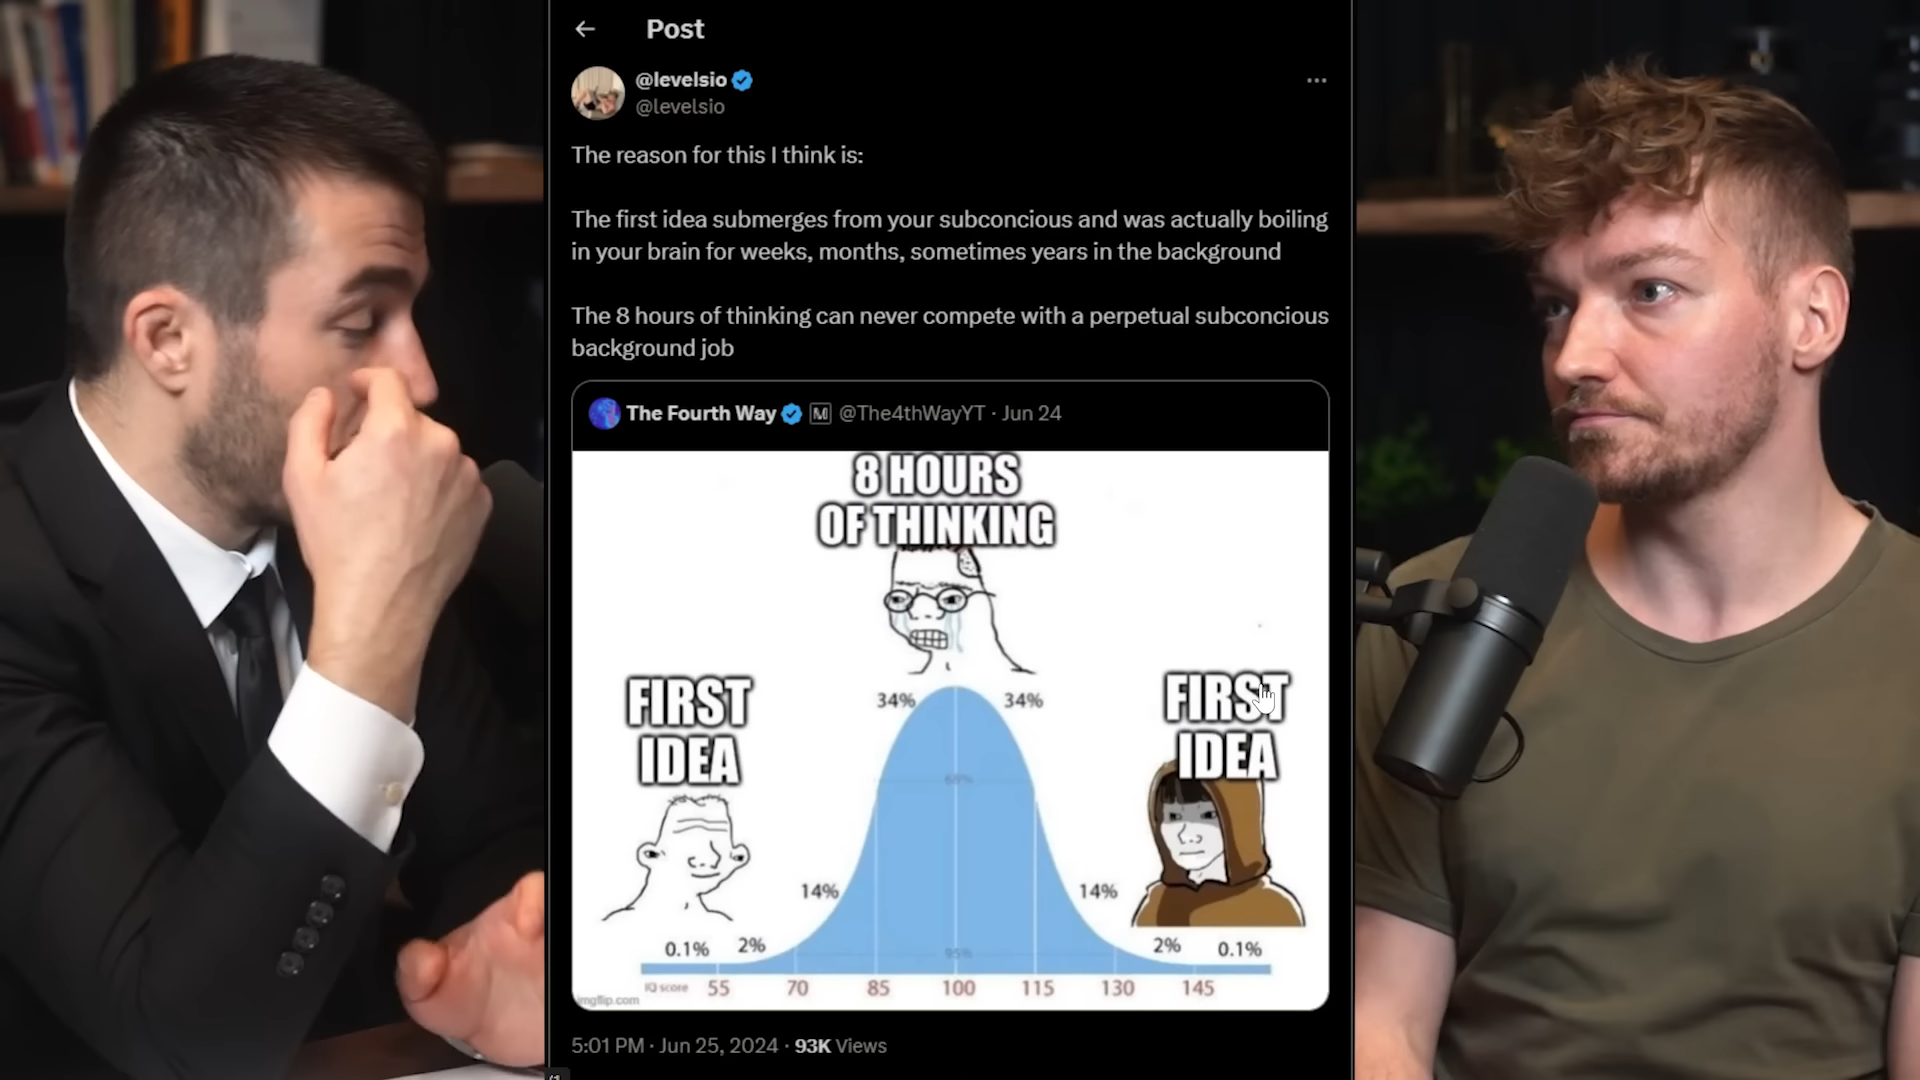 Post
@levelsio
@levelsio
The reason for this I think is:
The first idea submerges from your subconcious and was actually boiling
in your brain for weeks, months, sometimes years in the background
The 8 hours of thinking can never compete with a perpetual subconcious
background job
The Fourth Way @The4thWayYT · Jun 24
8 HOURS
OF THINKING
FIRST
IDEA
FIRST
IDEA
34% 34%
68%
14% 14%
0.1% 2% 95% 2% 0.1%
IQ score 55 70 85 100 115 130 145
imgflip.com
5:01 PM · Jun 25, 2024 · 93K Views